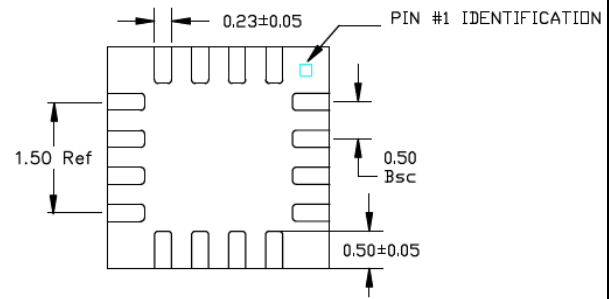 0.23±0.05
PIN #1 IDENTIFICATION
1.50 Ref
0.50
Bsc
0.50±0.05